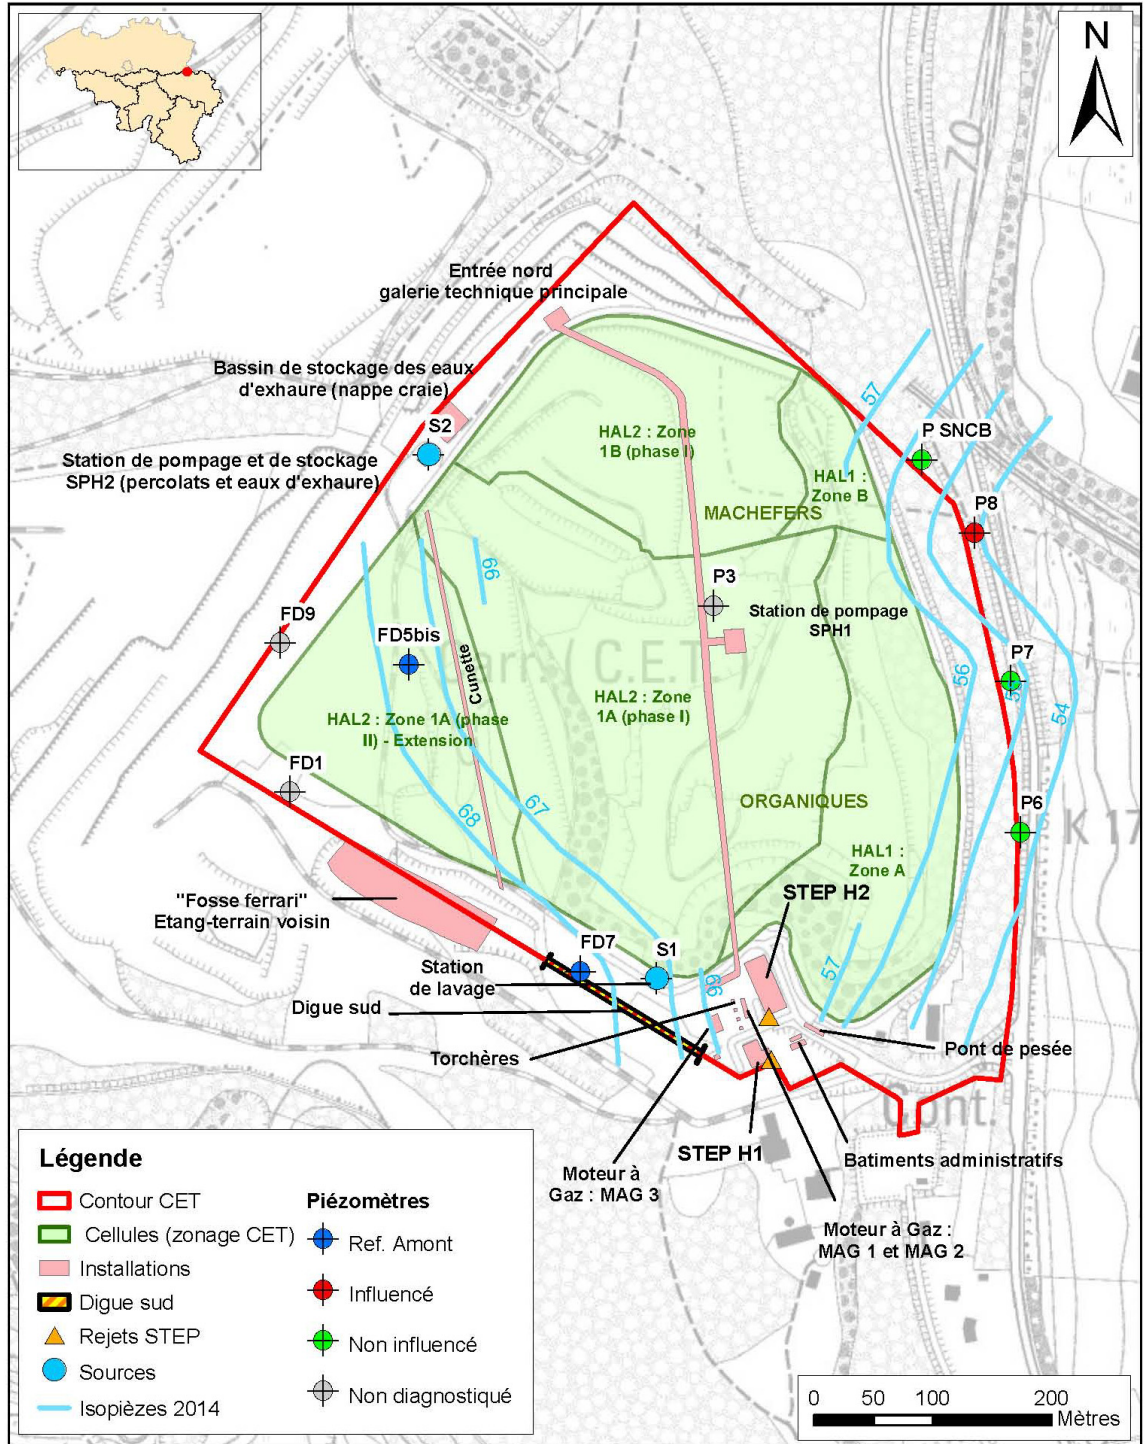 N
70
Entrée nord
galerie technique principale
Bassin de stockage des eaux
d'exhaure (nappe craie)
S2
Station de pompage et de stockage
SPH2 (percolats et eaux d'exhaure)
HAL2 : Zone
1B (phase I)
57
P SNCB
HAL1 :
Zone B
MACHEFERS
P8
66
P3
Station de pompage
SPH1
FD9
FD5bis
Cunette
C.E.T.
P7
56
54
HAL2 : Zone
1A (phase I)
HAL2 : Zone 1A (phase
II) - Extension
FD1
68
67
ORGANIQUES
P6
K 17
HAL1 :
Zone A
"Fosse ferrari"
Etang-terrain voisin
STEP H2
FD7
S1
Station
de lavage
66
57
Digue sud
Torchères
Pont de pesée
Cont.
STEP H1
Batiments administratifs
Moteur à
Gaz : MAG 3
Moteur à Gaz :
MAG 1 et MAG 2
Légende
Contour CET
Cellules (zonage CET)
Installations
Digue sud
Rejets STEP
Sources
Isopièzes 2014
Piézomètres
Ref. Amont
Influencé
Non influencé
Non diagnostiqué
0 50 100 200
Mètres